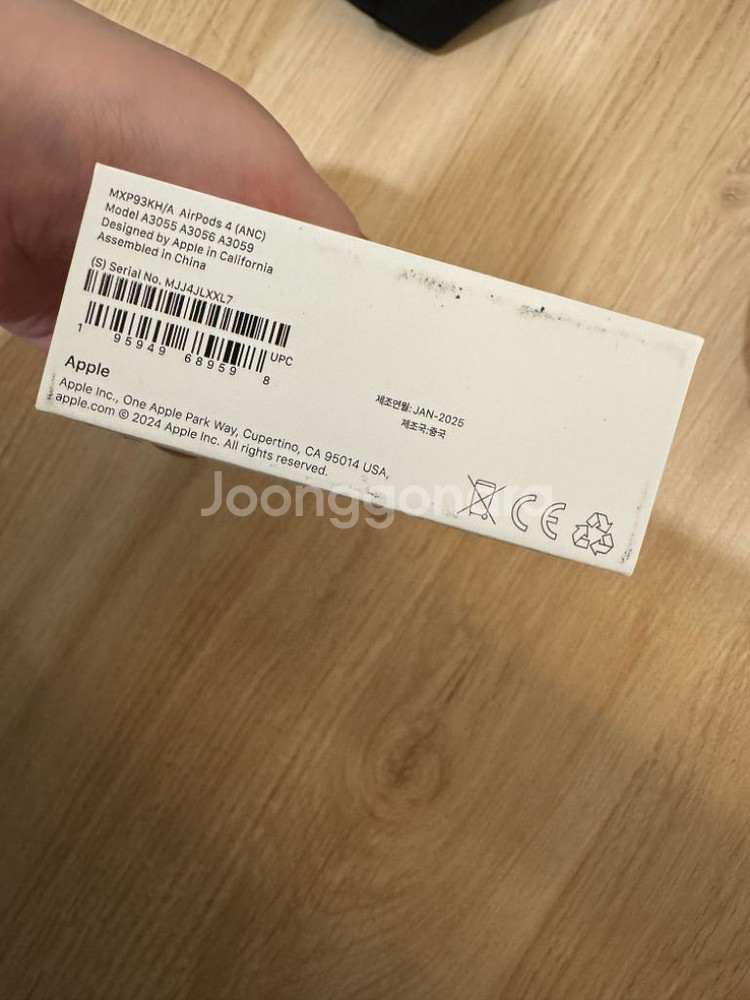 MXP93KH/A AirPods 4 (ANC)
Model A3055 A3056 A3059
Designed by Apple in California
Assembled in China
(S) Serial No. MJJ4JLXXL7
UPC
1 95949 68959 8
Apple
Apple Inc., One Apple Park Way, Cupertino, CA 95014 USA,
apple.com © 2024 Apple Inc. All rights reserved.
제조연월: JAN-2025
제조국:중국
CE
Joonggonara